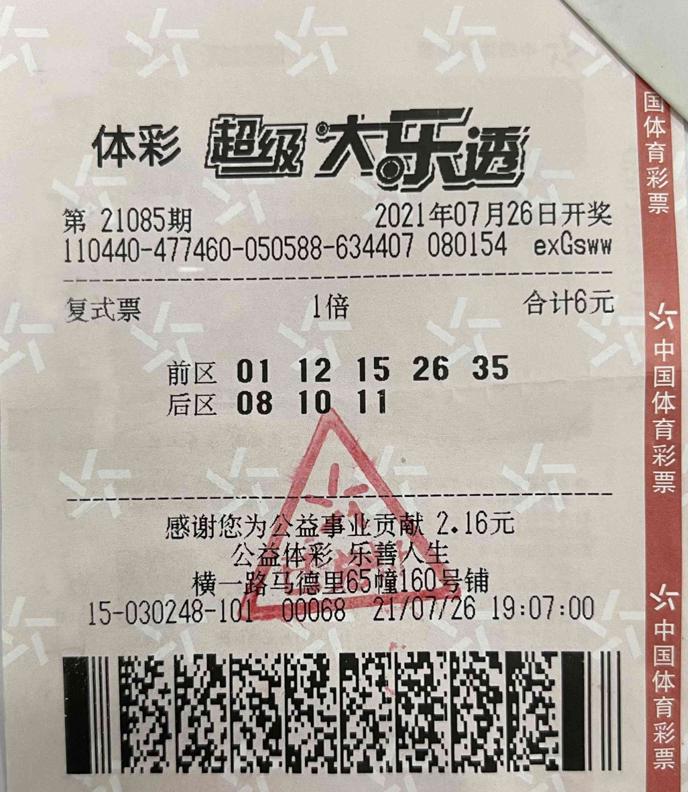 体彩 超级大乐透
第 21085期 2021年07月26日开奖
110440-477460-050588-634407 080154 exGsww
复式票 1倍 合计6元
前区 01 12 15 26 35
后区 08 10 11
感谢您为公益事业贡献 2.16元
公益体彩 乐善人生
横一路马德里65幢160号铺
15-030248-101 00068 21/07/26 19:07:00
国体育彩票
中国体育彩票
中国体育彩票